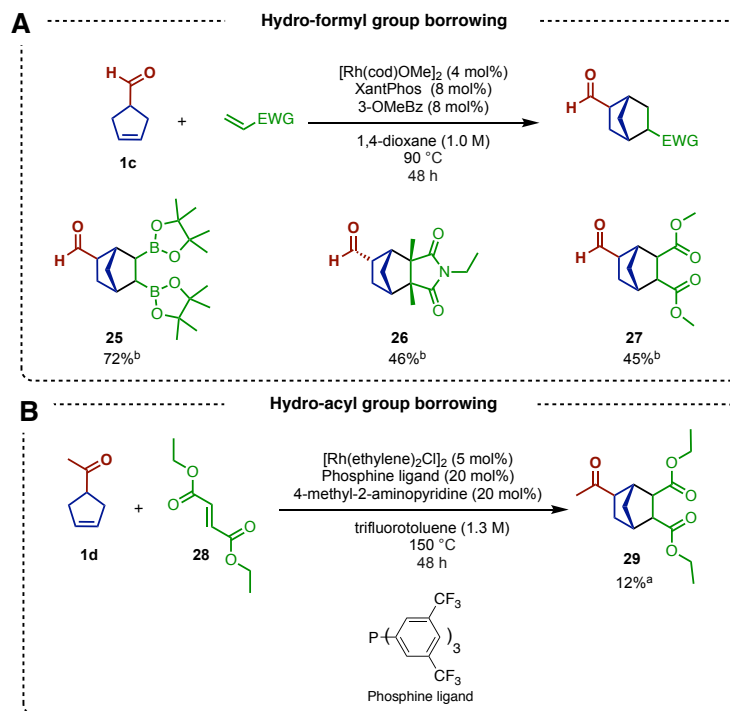 A
Hydro-formyl group borrowing
H
O
1c
+
EWG
[Rh(cod)OMe]₂ (4 mol%)
XantPhos (8 mol%)
3-OMeBz (8 mol%)
1,4-dioxane (1.0 M)
90 °C
48 h
O
H
EWG
O
H
B
O
O
B
O
O
25
72%ᵇ
O
H
O
N
O
26
46%ᵇ
O
H
O
O
O
O
27
45%ᵇ
B
Hydro-acyl group borrowing
O
1d
+
O
O
O
O
28
[Rh(ethylene)₂Cl]₂ (5 mol%)
Phosphine ligand (20 mol%)
4-methyl-2-aminopyridine (20 mol%)
trifluorotoluene (1.3 M)
150 °C
48 h
O
O
O
O
O
29
12%ᵃ
CF₃
P ( )₃
CF₃
Phosphine ligand